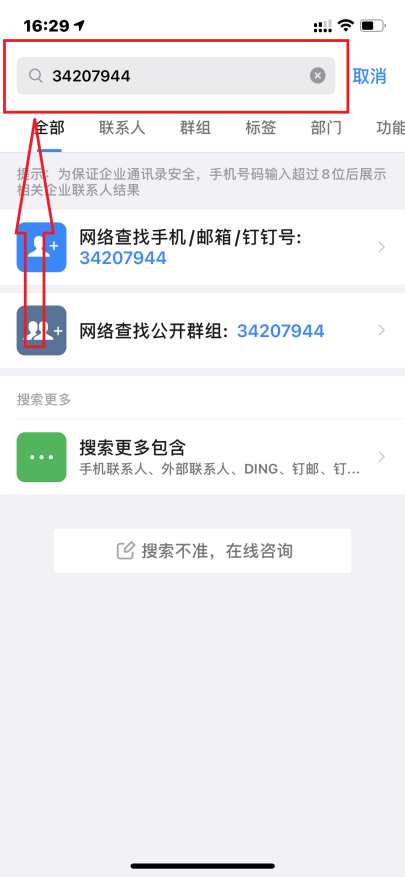 16:29
34207944
取消
全部 联系人 群组 标签 部门 功能
提示：为保证企业通讯录安全，手机号码输入超过8位后展示
相关企业联系人结果
网络查找手机/邮箱/钉钉号:
34207944
网络查找公开群组: 34207944
搜索更多
搜索更多包含
手机联系人、外部联系人、DING、钉邮、钉...
搜索不准，在线咨询